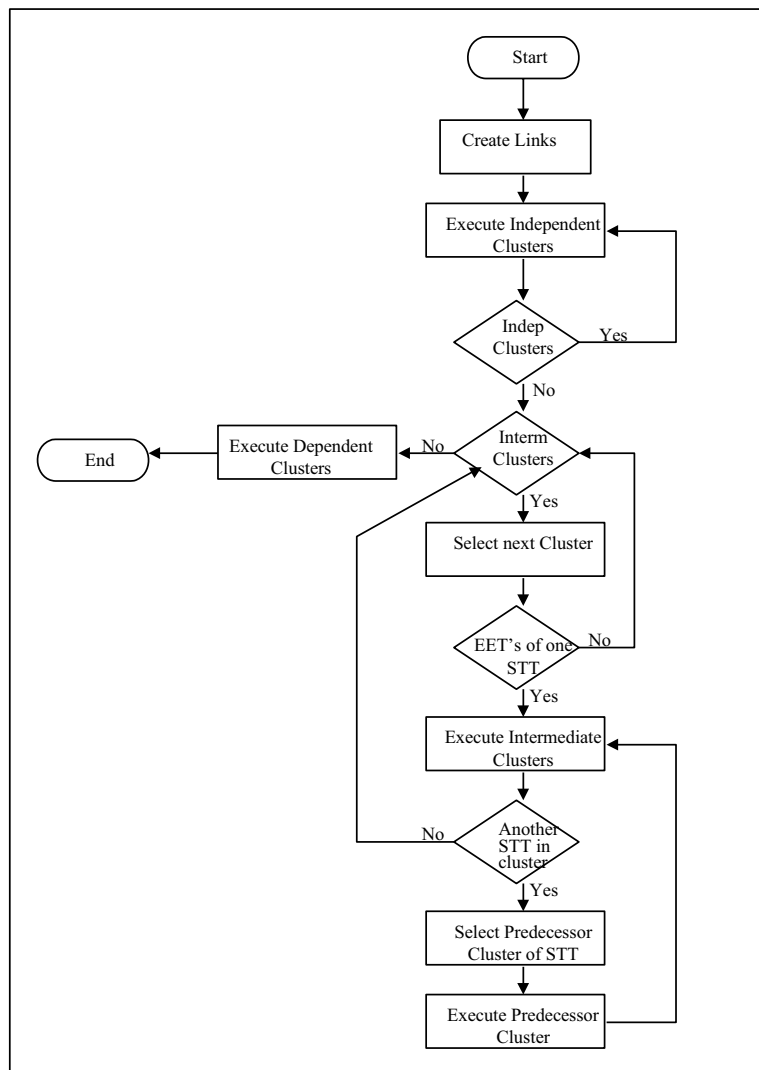 Start
Create Links
Execute Independent
Clusters
Indep
Clusters
Yes
No
Interm
Clusters
No
Execute Dependent
Clusters
End
Yes
Select next Cluster
EET's of one
STT
No
Yes
Execute Intermediate
Clusters
Another
STT in
cluster
No
Yes
Select Predecessor
Cluster of STT
Execute Predecessor
Cluster